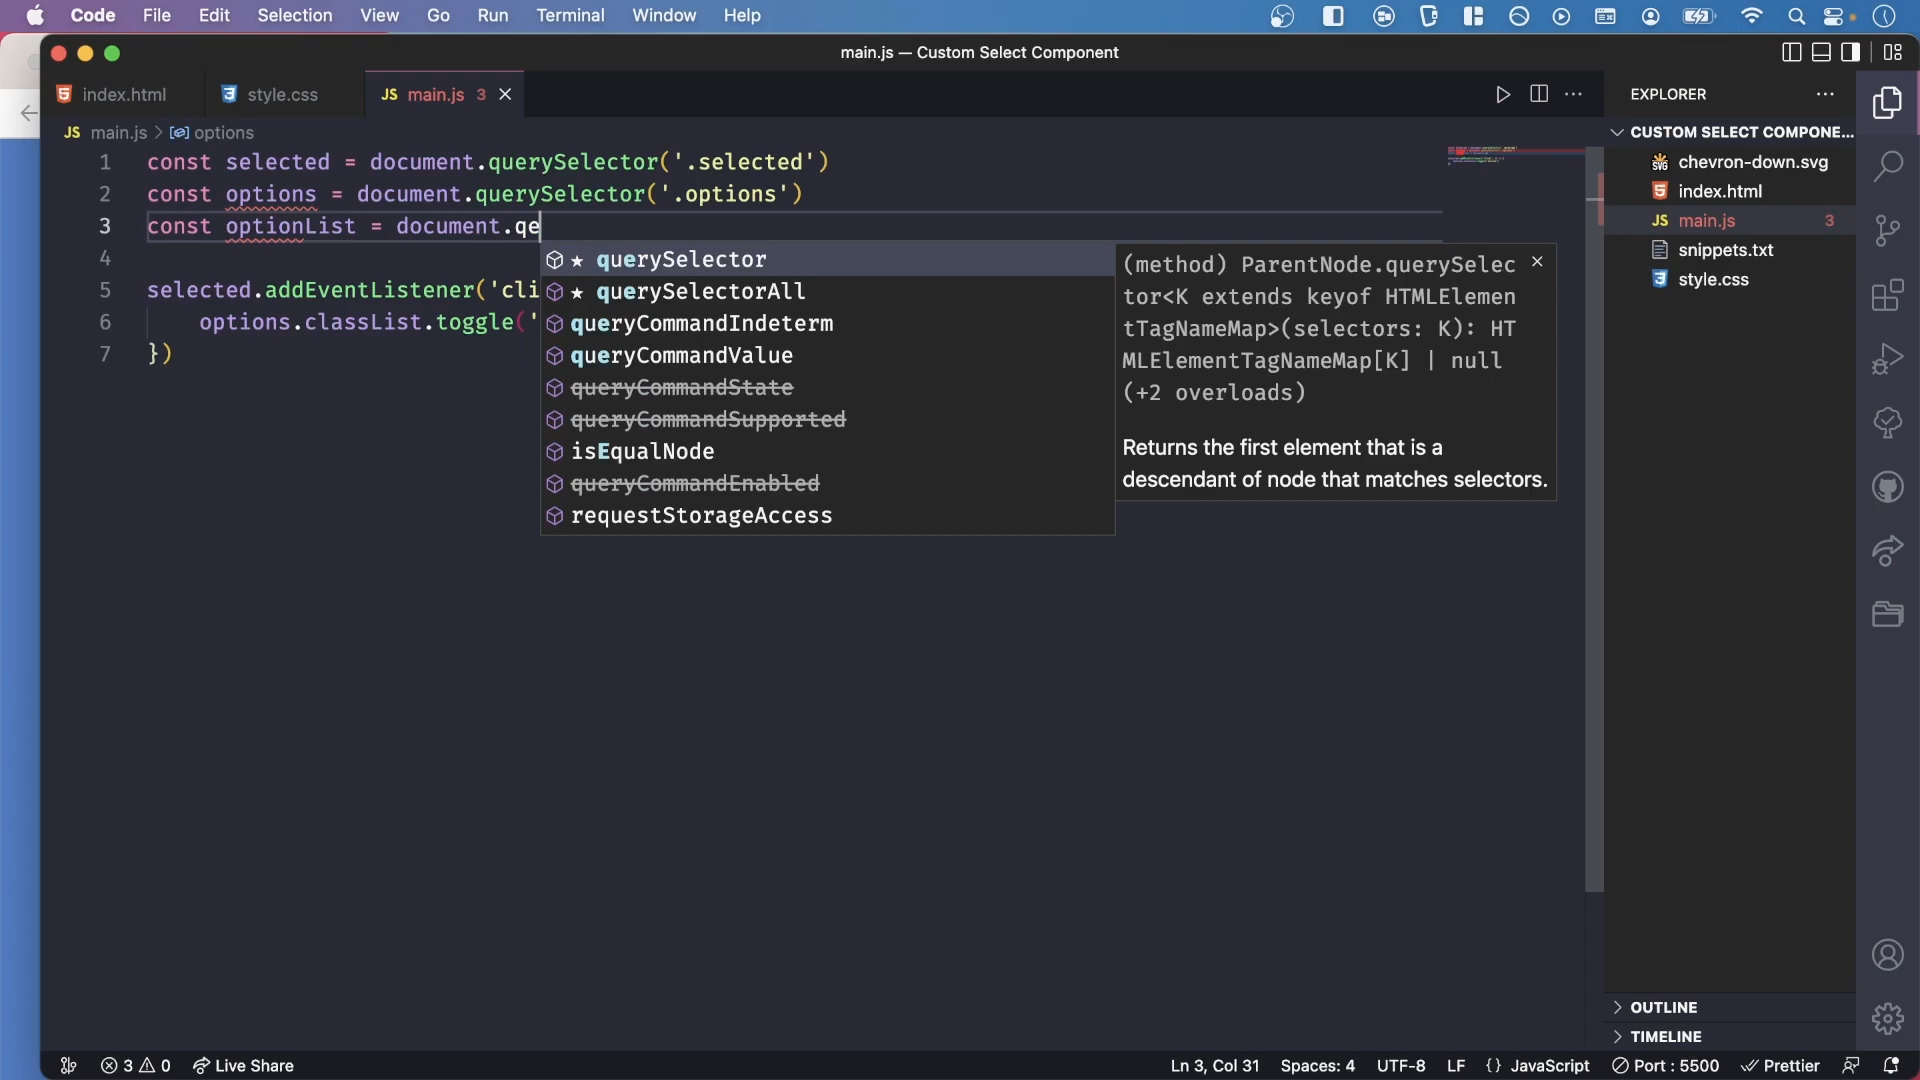 Code File Edit Selection View Go Run Terminal Window Help
main.js — Custom Select Component
index.html style.css JS main.js 3
JS main.js > options
1 const selected = document.querySelector('.selected')
2 const options = document.querySelector('.options')
3 const optionList = document.qe
4
5 selected.addEventListener('cli
6 options.classList.toggle('
7 })
querySelector
querySelectorAll
queryCommandIndeterm
queryCommandValue
queryCommandState
queryCommandSupported
isEqualNode
queryCommandEnabled
requestStorageAccess
(method) ParentNode.querySelec
tor<K extends keyof HTMLElemen
tTagNameMap>(selectors: K): HT
MLElementTagNameMap[K] | null
(+2 overloads)
Returns the first element that is a
descendant of node that matches selectors.
EXPLORER
CUSTOM SELECT COMPONE...
SVG chevron-down.svg
index.html
JS main.js 3
snippets.txt
style.css
OUTLINE
TIMELINE
3 0 Live Share Ln 3, Col 31 Spaces: 4 UTF-8 LF {} JavaScript Port : 5500 Prettier